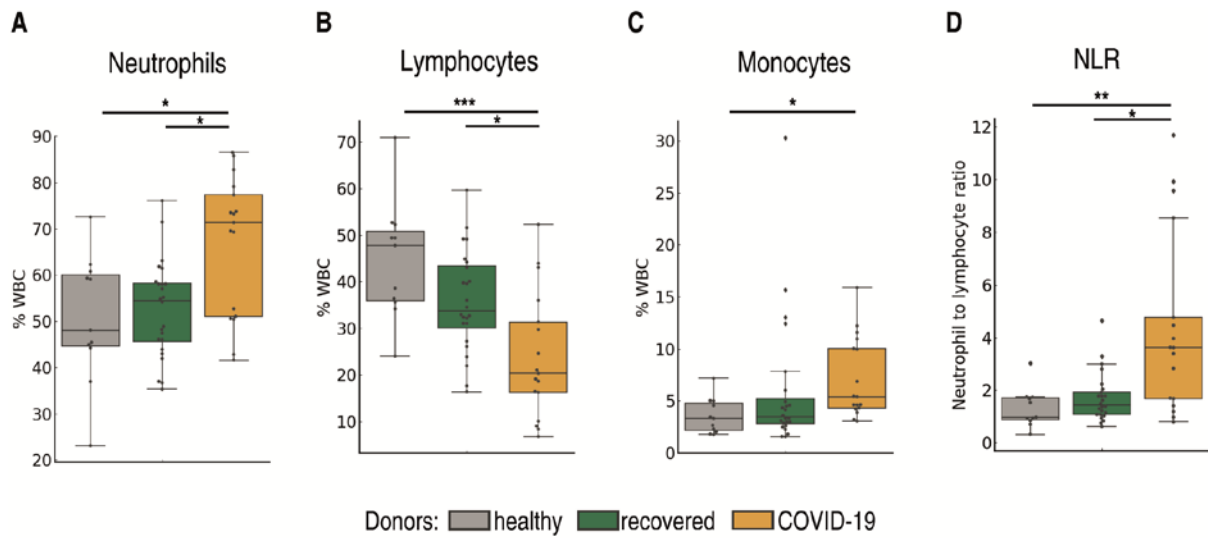 A
Neutrophils
*
*
% WBC
90
80
70
60
50
40
30
20
B
Lymphocytes
***
*
% WBC
70
60
50
40
30
20
10
C
Monocytes
*
% WBC
30
25
20
15
10
5
0
D
NLR
**
*
Neutrophil to lymphocyte ratio
12
10
8
6
4
2
0
Donors: healthy recovered COVID-19